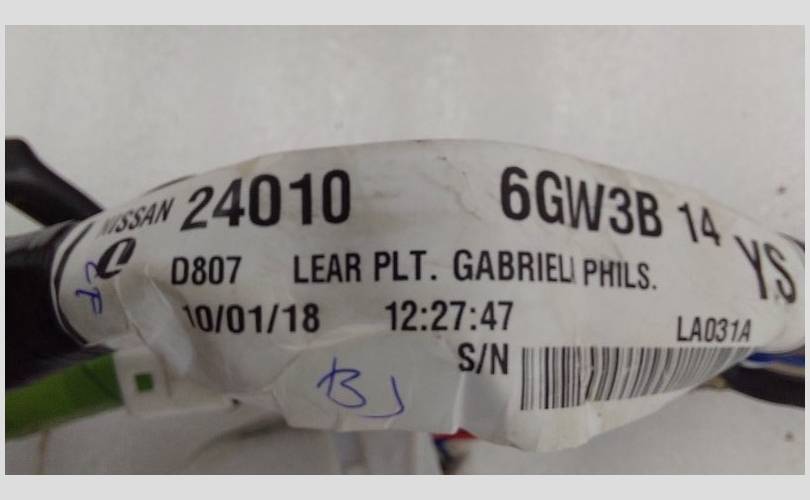 NISSAN 24010 6GW3B 14 YS
D807 LEAR PLT. GABRIELI PHILS.
10/01/18 12:27:47 LA031A
S/N
BJ